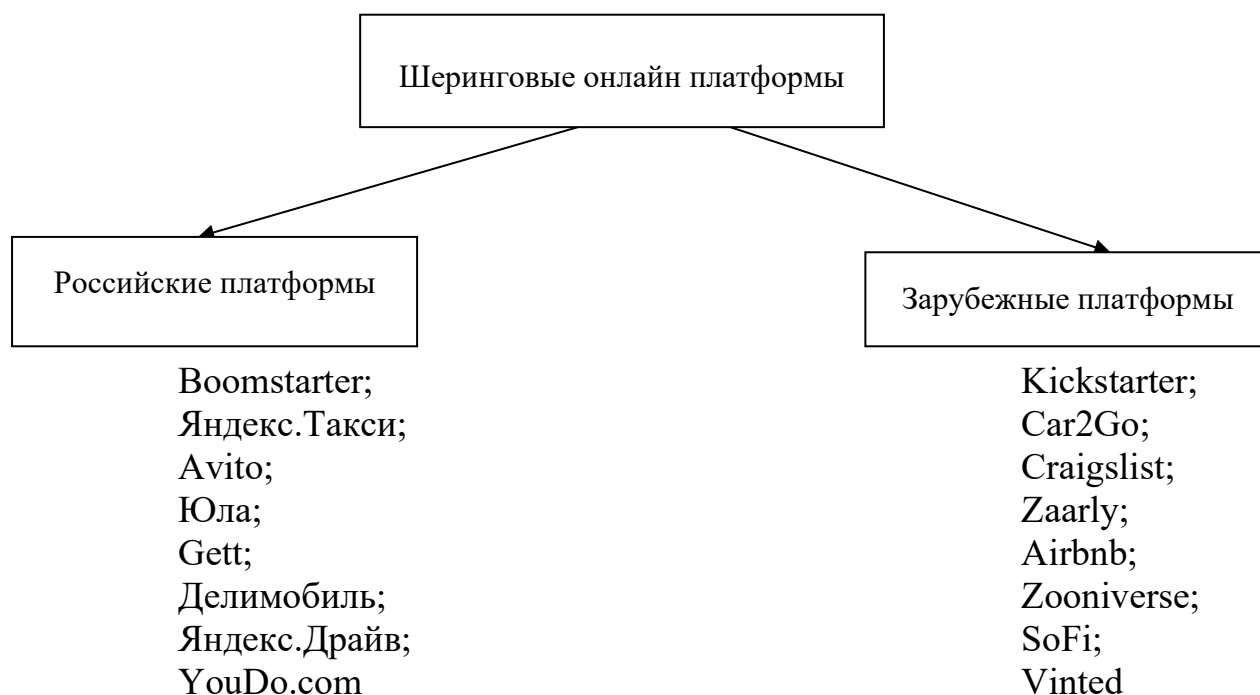 Шеринговые онлайн платформы
Российские платформы
Boomstarter;
Яндекс.Такси;
Avito;
Юла;
Gett;
Делимобиль;
Яндекс.Драйв;
YouDo.com
Зарубежные платформы
Kickstarter;
Car2Go;
Craigslist;
Zaarly;
Airbnb;
Zooniverse;
SoFi;
Vinted